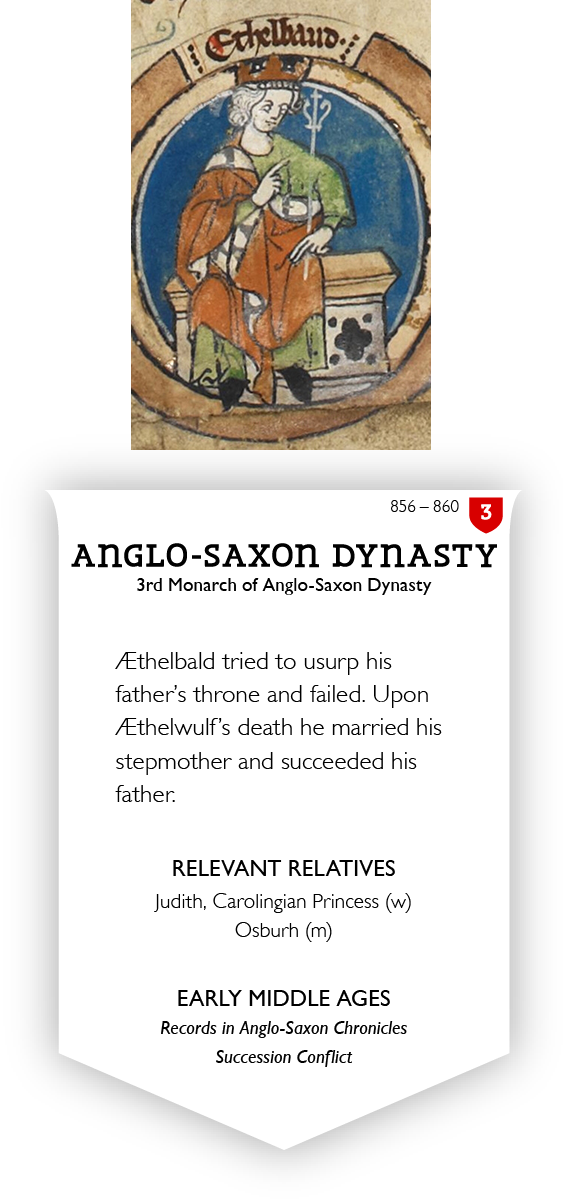 Ethelbaud
856 – 860
3
ANGLO-SAXON DYNASTY
3rd Monarch of Anglo-Saxon Dynasty
Æthelbald tried to usurp his
father’s throne and failed. Upon
Æthelwulf’s death he married his
stepmother and succeeded his
father.
RELEVANT RELATIVES
Judith, Carolingian Princess (w)
Osburh (m)
EARLY MIDDLE AGES
Records in Anglo-Saxon Chronicles
Succession Conflict